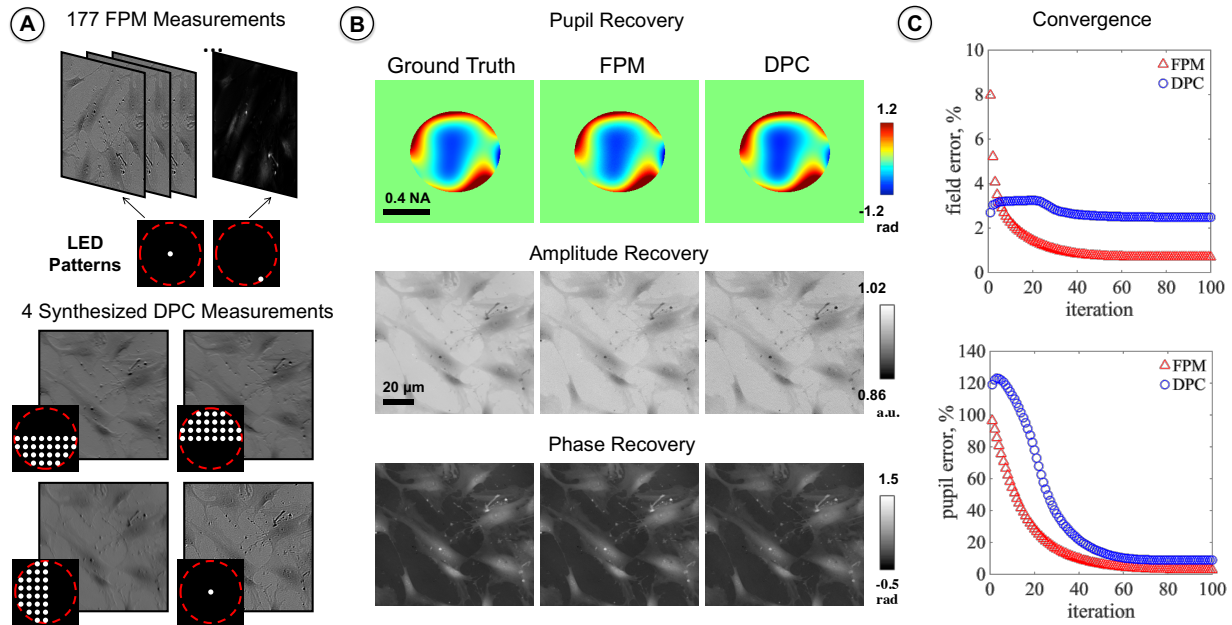 A
177 FPM Measurements
...
LED
Patterns
4 Synthesized DPC Measurements
B
Pupil Recovery
Ground Truth
FPM
DPC
0.4 NA
1.2
-1.2
rad
Amplitude Recovery
20 µm
1.02
0.86
a.u.
Phase Recovery
1.5
-0.5
rad
C
Convergence
10
8
6
4
2
0
field error, %
FPM
DPC
0 20 40 60 80 100
iteration
140
120
100
80
60
40
20
0
pupil error, %
FPM
DPC
0 20 40 60 80 100
iteration